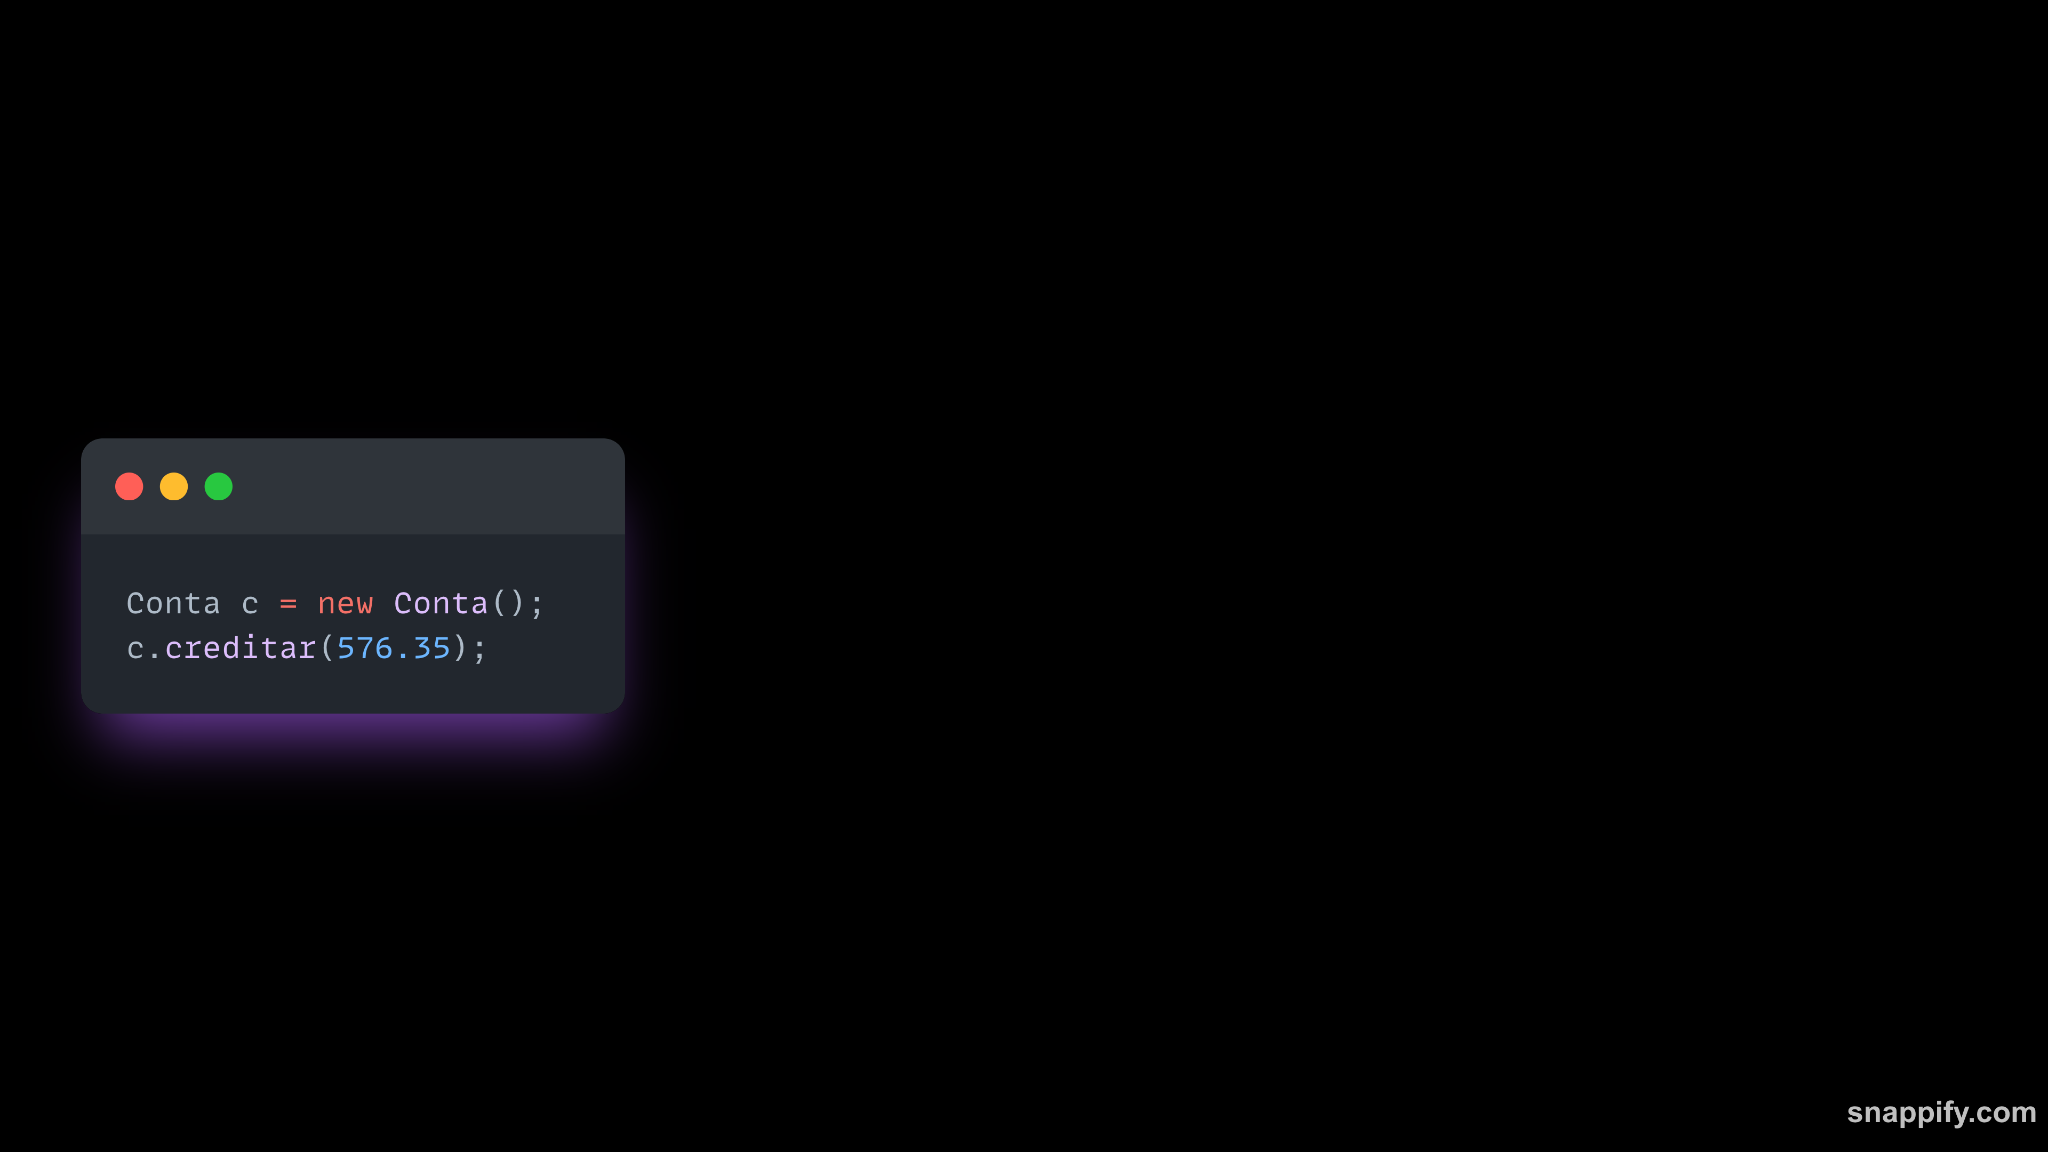 Conta c = new Conta();
c.creditar(576.35);
snappify.com